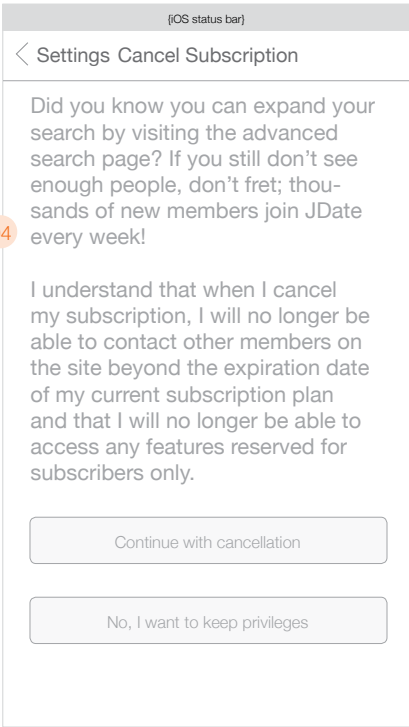 {iOS status bar}
Settings Cancel Subscription
Did you know you can expand your
search by visiting the advanced
search page? If you still don’t see
enough people, don’t fret; thou-
sands of new members join JDate
4
every week!
I understand that when I cancel
my subscription, I will no longer be
able to contact other members on
the site beyond the expiration date
of my current subscription plan
and that I will no longer be able to
access any features reserved for
subscribers only.
Continue with cancellation
No, I want to keep privileges